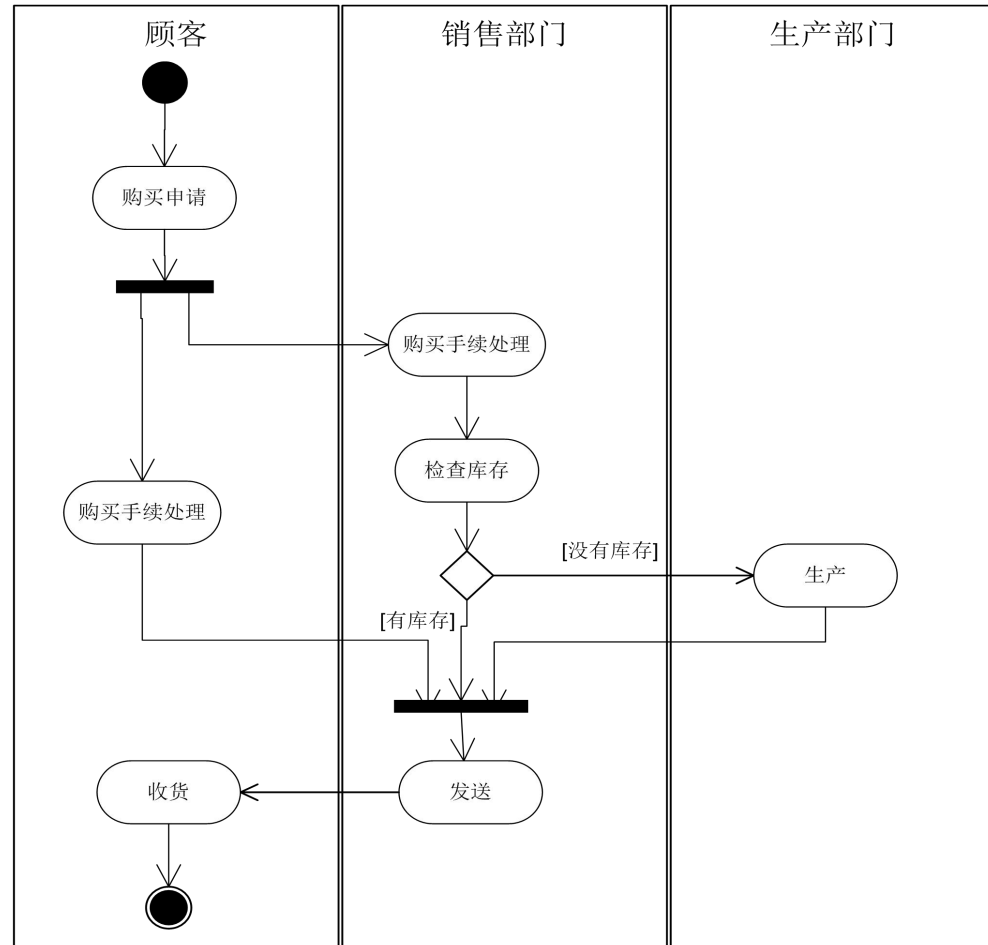 顾客
销售部门
生产部门
购买申请
购买手续处理
检查库存
购买手续处理
[没有库存]
生产
[有库存]
收货
发送